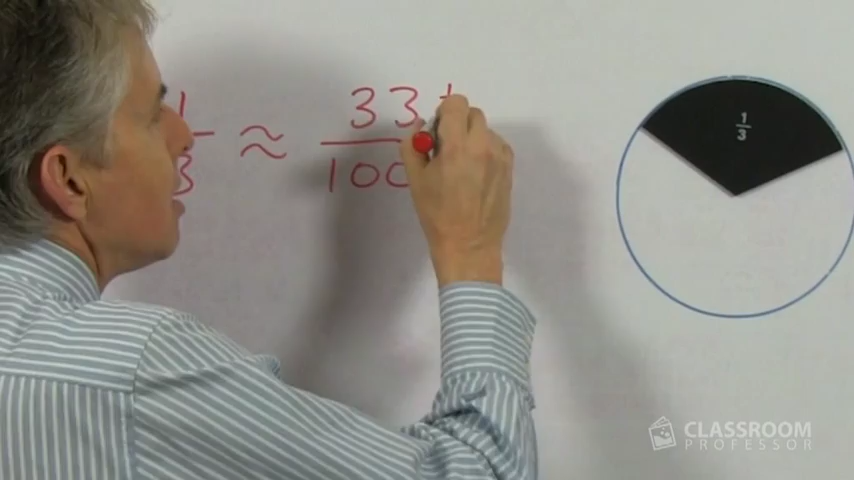 1/3 ≈ 33/100
1/3
CLASSROOM
PROFESSOR